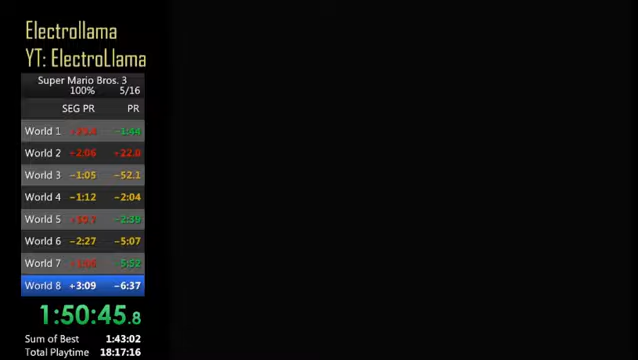 Electrollama
YT: ElectroLlama
Super Mario Bros. 3
100% 5/16
SEG PR PR
World 1 -1:44
World 2 +2:06 +22.0
World 3 -1:05 -52.1
World 4 -1:12 -2:04
World 5 -2:39
World 6 -2:27 -5:07
World 7 +1:06 -5:52
World 8 +3:09 -6:37
1:50:45.8
Sum of Best 1:43:02
Total Playtime 18:17:16